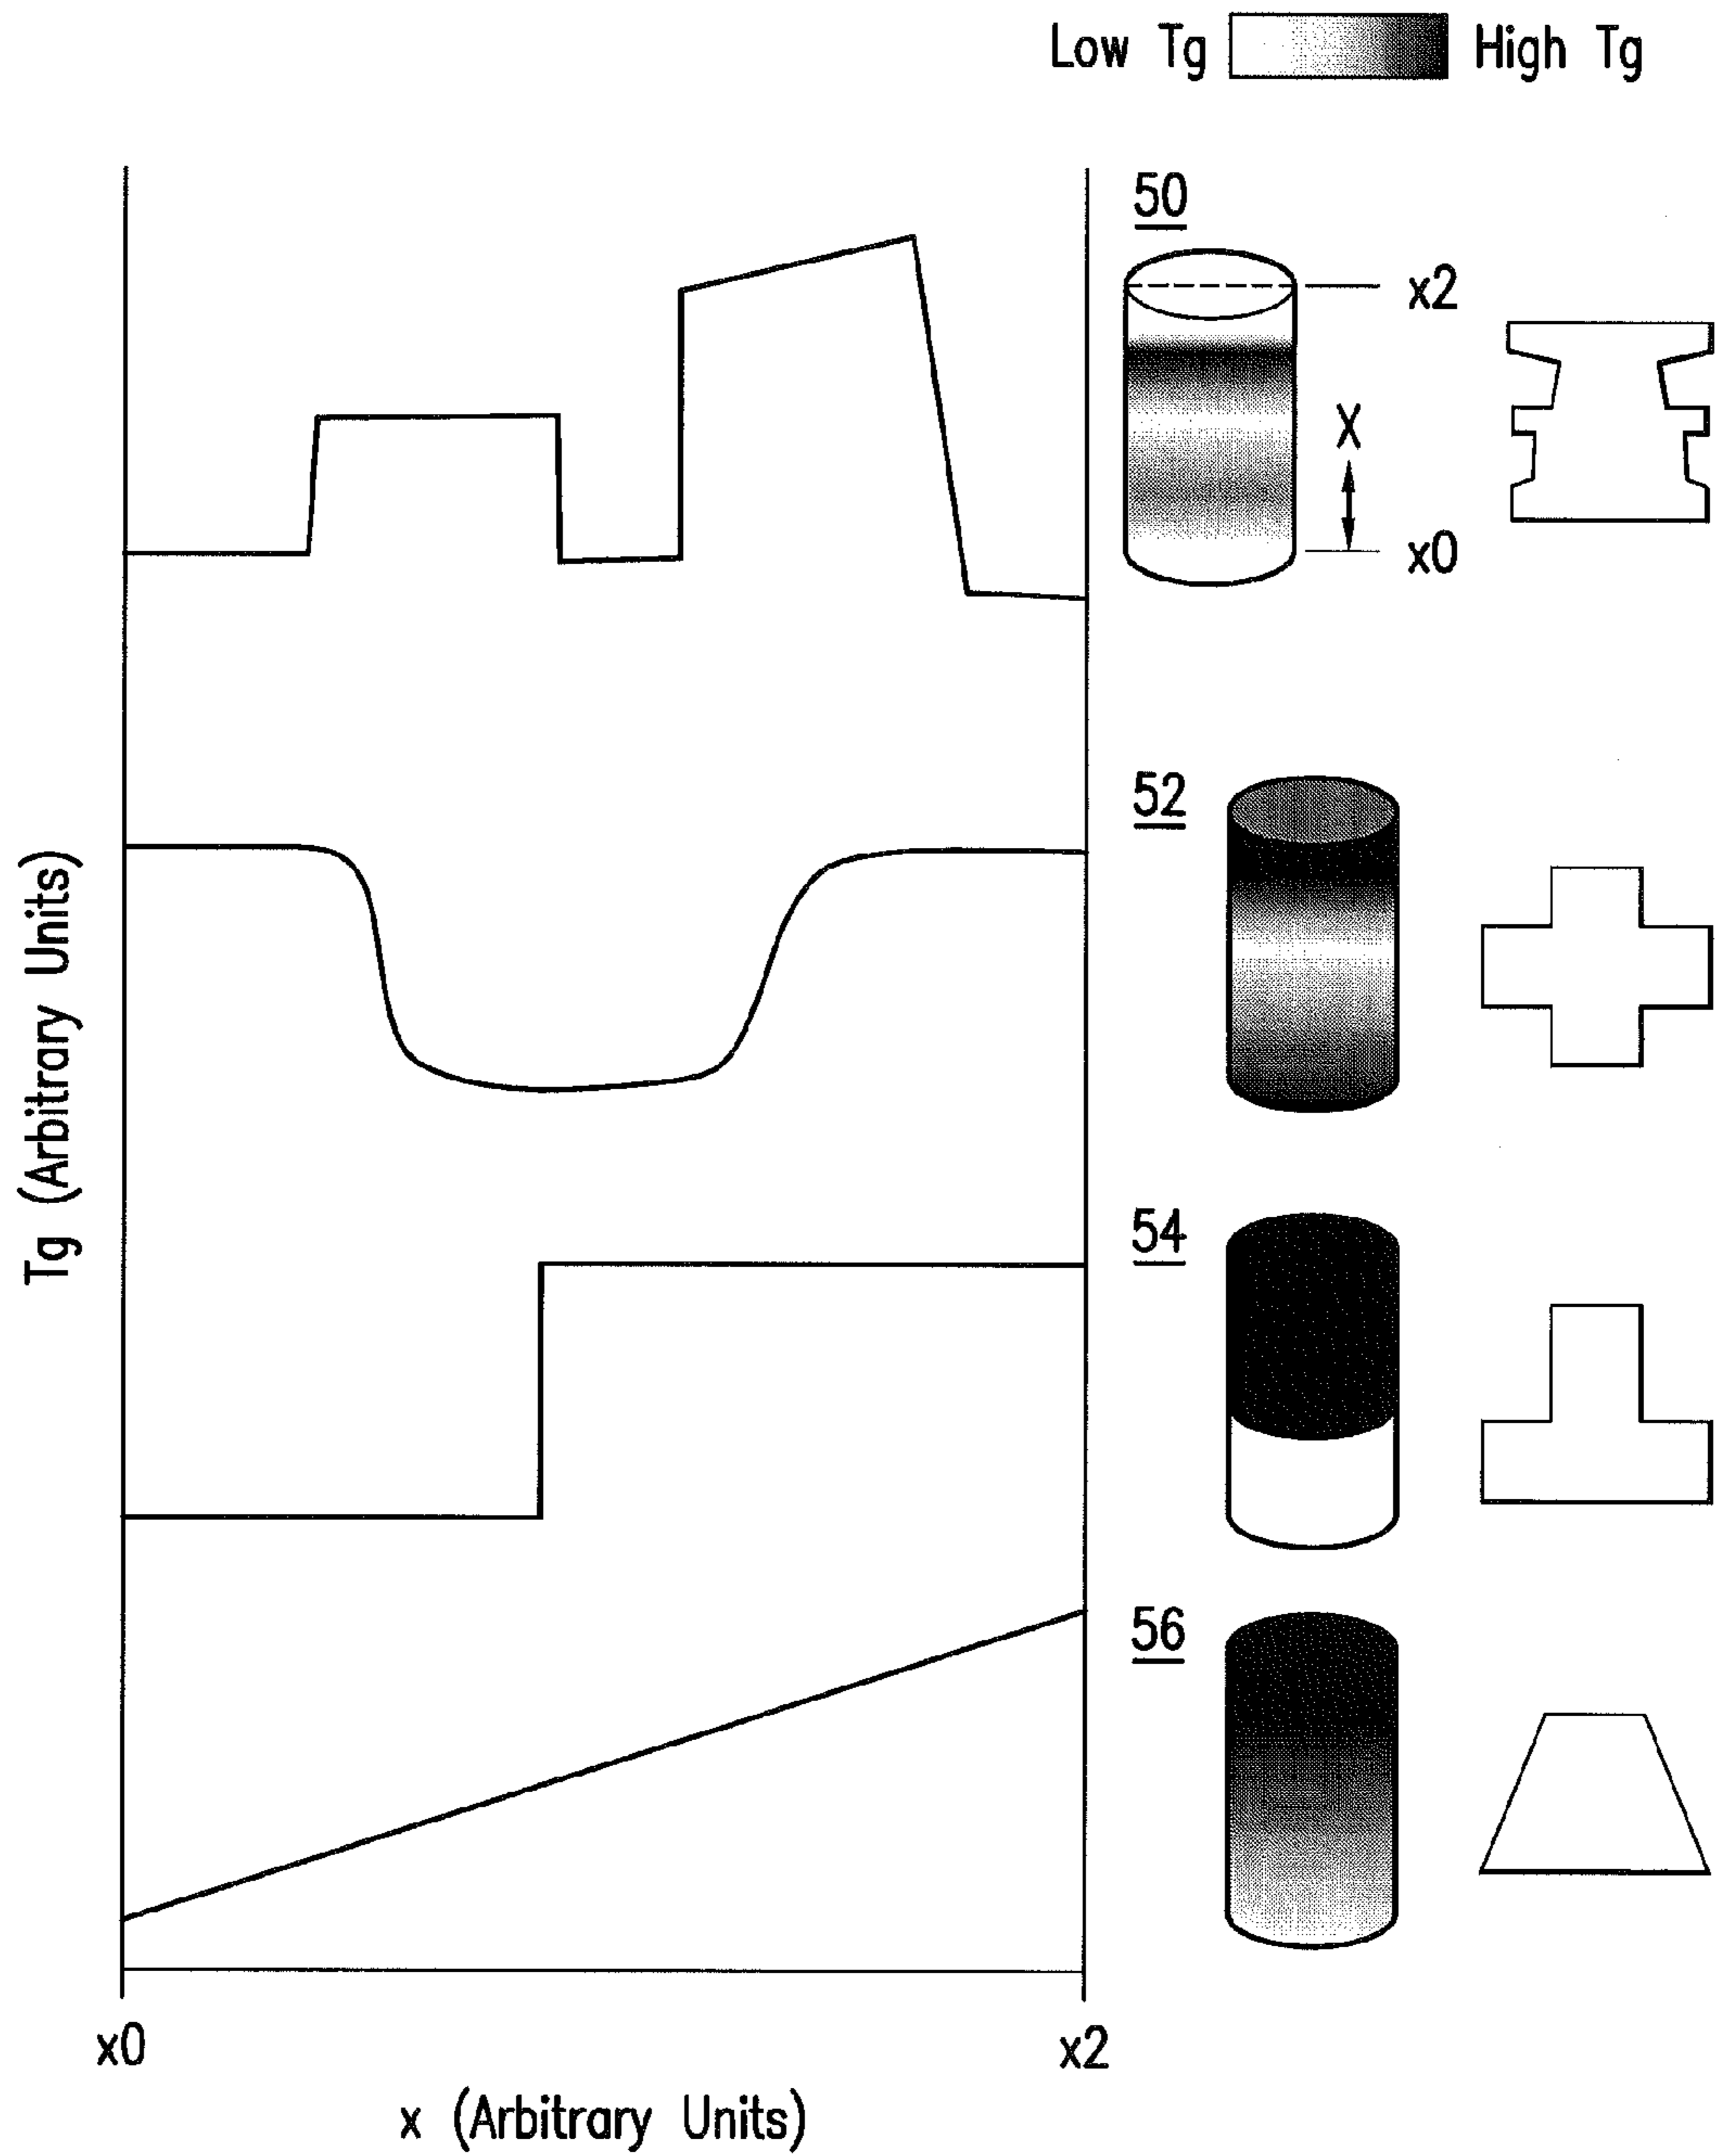 Low Tg High Tg
50
x2
X
x0
52
54
56
Tg (Arbitrary Units)
x0 x2
x (Arbitrary Units)